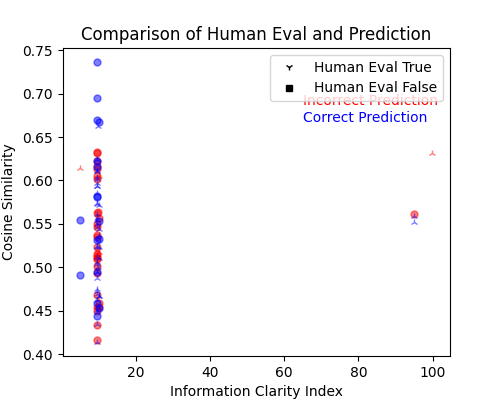 Comparison of Human Eval and Prediction
Human Eval True
Human Eval False
Incorrect Prediction
Correct Prediction
Cosine Similarity
0.75
0.70
0.65
0.60
0.55
0.50
0.45
0.40
20
40
60
80
100
Information Clarity Index